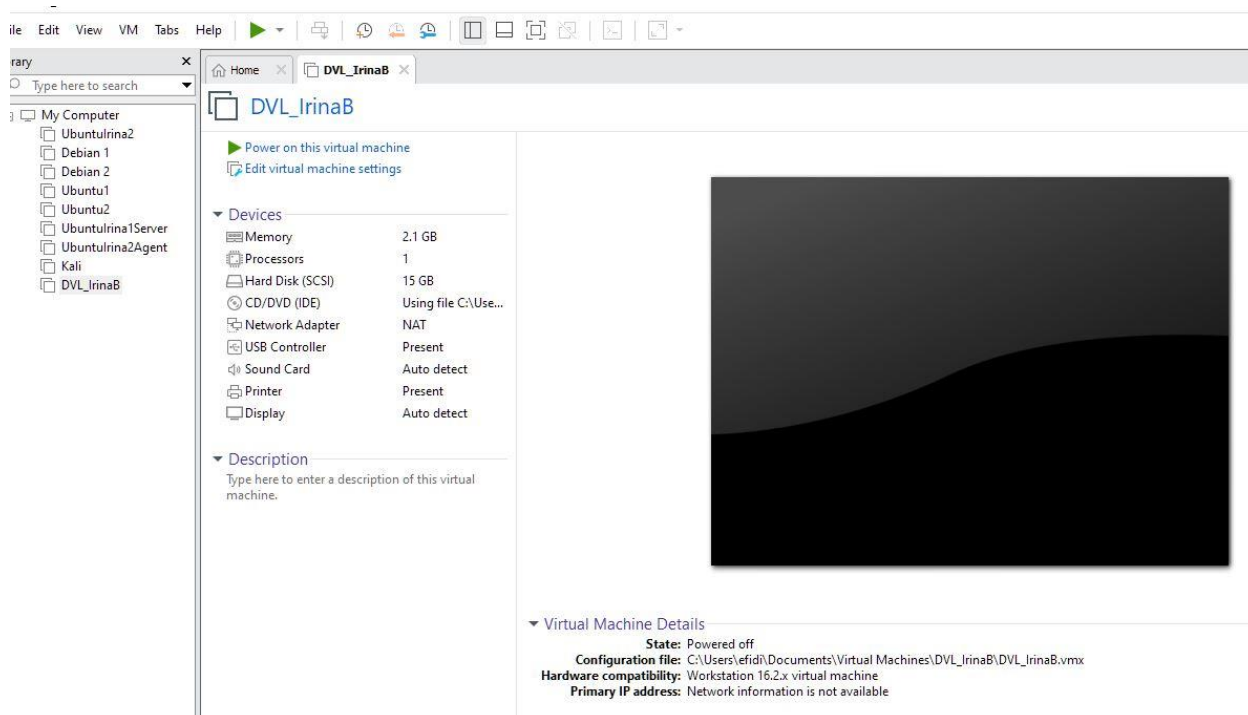 ile Edit View VM Tabs Help
rary
Type here to search
My Computer
UbuntuIrina2
Debian 1
Debian 2
Ubuntu1
Ubuntu2
UbuntuIrina1Server
UbuntuIrina2Agent
Kali
DVL_IrinaB
Home DVL_IrinaB
DVL_IrinaB
Power on this virtual machine
Edit virtual machine settings
Devices
Memory 2.1 GB
Processors 1
Hard Disk (SCSI) 15 GB
CD/DVD (IDE) Using file C:\Use...
Network Adapter NAT
USB Controller Present
Sound Card Auto detect
Printer Present
Display Auto detect
Description
Type here to enter a description of this virtual
machine.
Virtual Machine Details
State: Powered off
Configuration file: C:\Users\efidi\Documents\Virtual Machines\DVL_IrinaB\DVL_IrinaB.vmx
Hardware compatibility: Workstation 16.2.x virtual machine
Primary IP address: Network information is not available